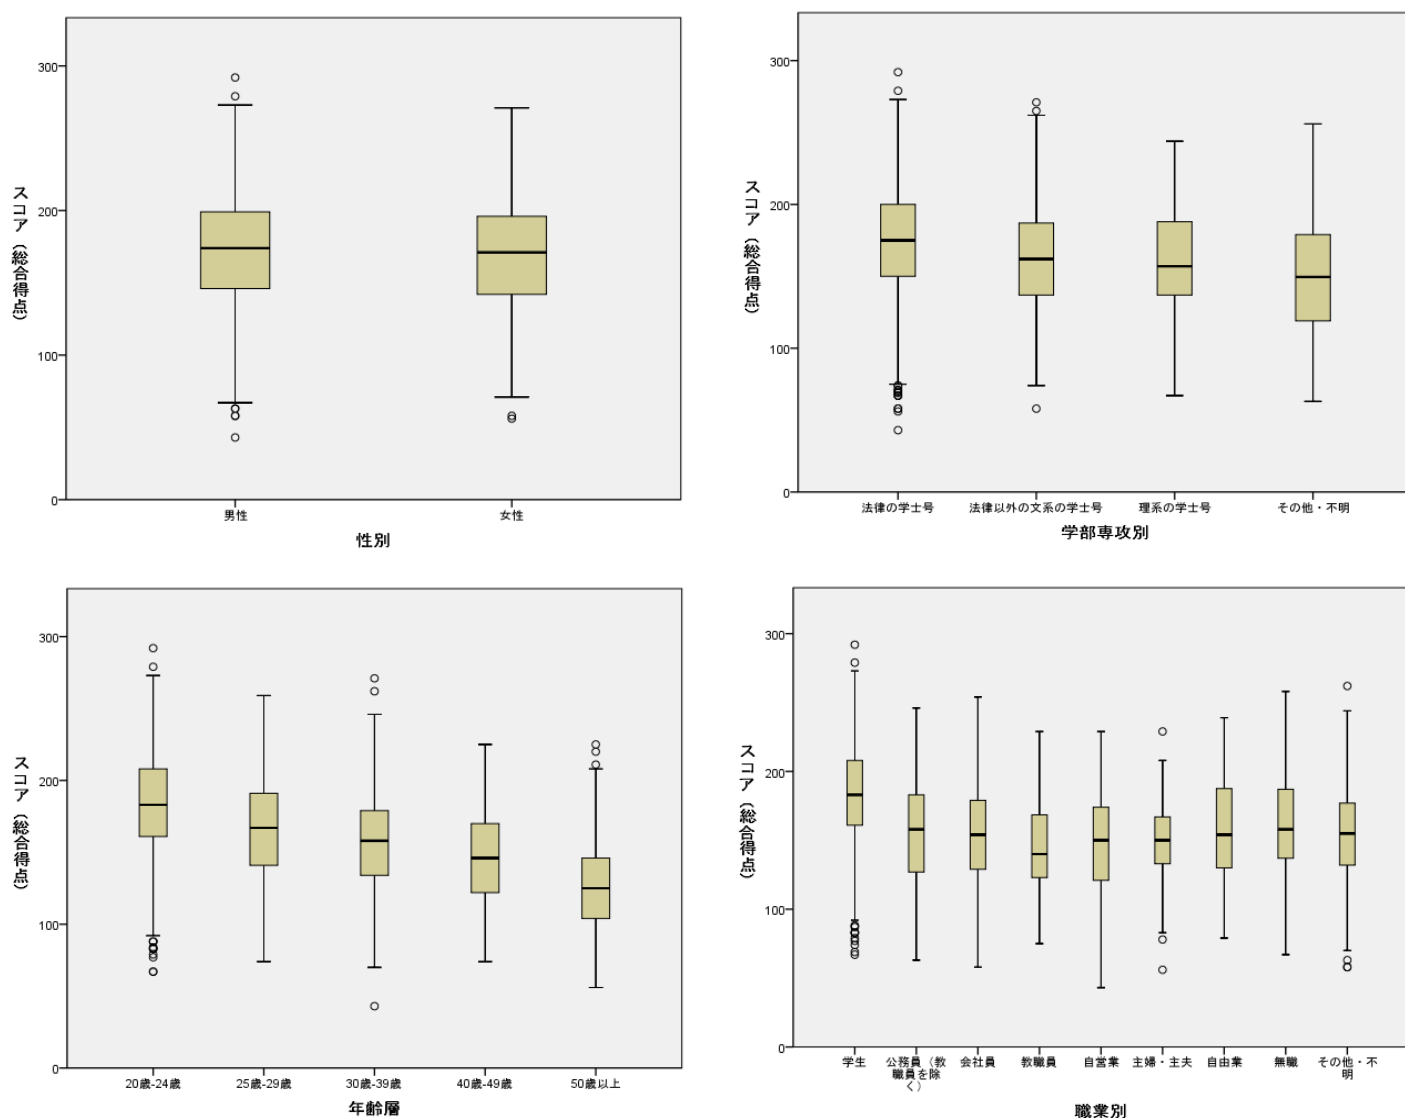 スコア（総合得点）
300
200
100
0
男性
女性
性別
スコア（総合得点）
300
200
100
0
法律の学士号
法律以外の文系の学士号
理系の学士号
その他・不明
学部専攻別
スコア（総合得点）
300
200
100
0
20歳-24歳
25歳-29歳
30歳-39歳
40歳-49歳
50歳以上
年齢層
スコア（総合得点）
300
200
100
0
学生
公務員（教
職員を除
く）
会社員
教職員
自営業
主婦・主夫
自由業
無職
その他・不
明
職業別